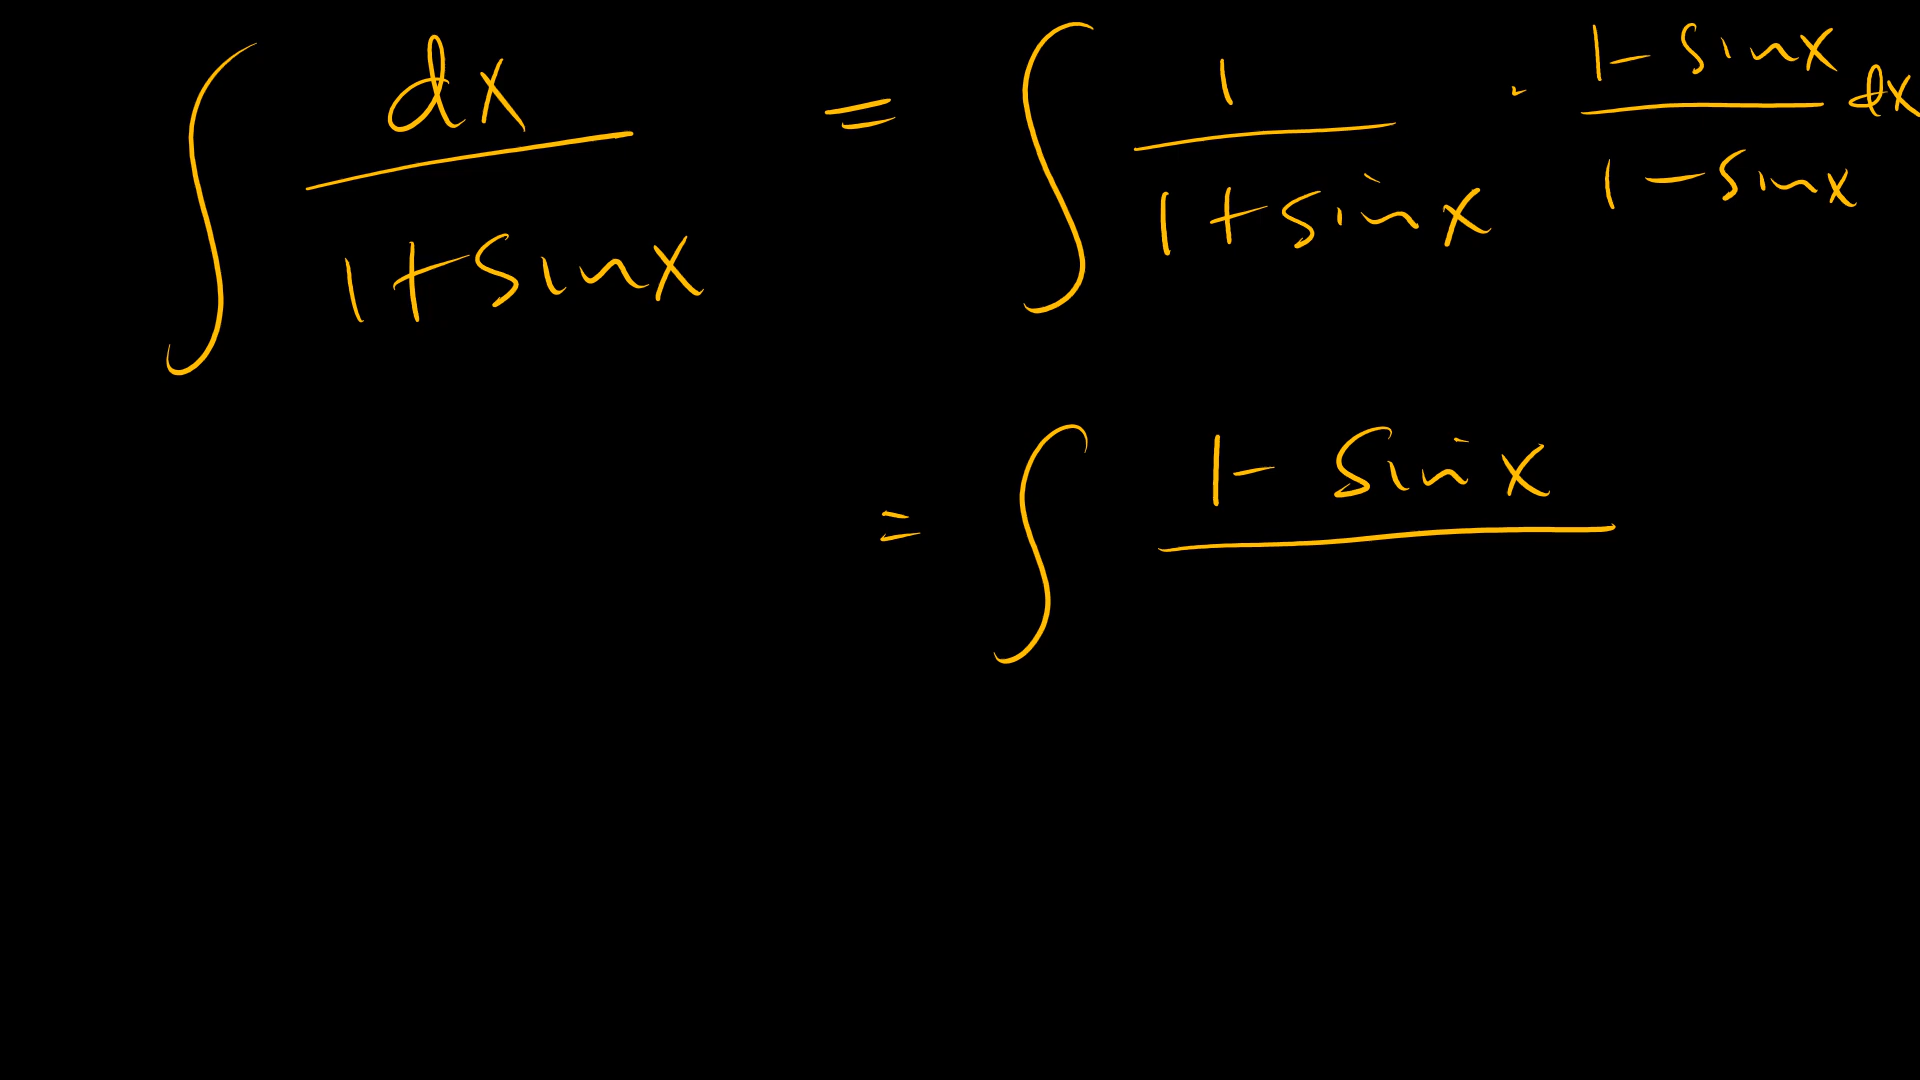 ∫ dx / (1+sinx) = ∫ 1 / (1+sinx) · (1-sinx) / (1-sinx) dx
= ∫ (1-sinx) /